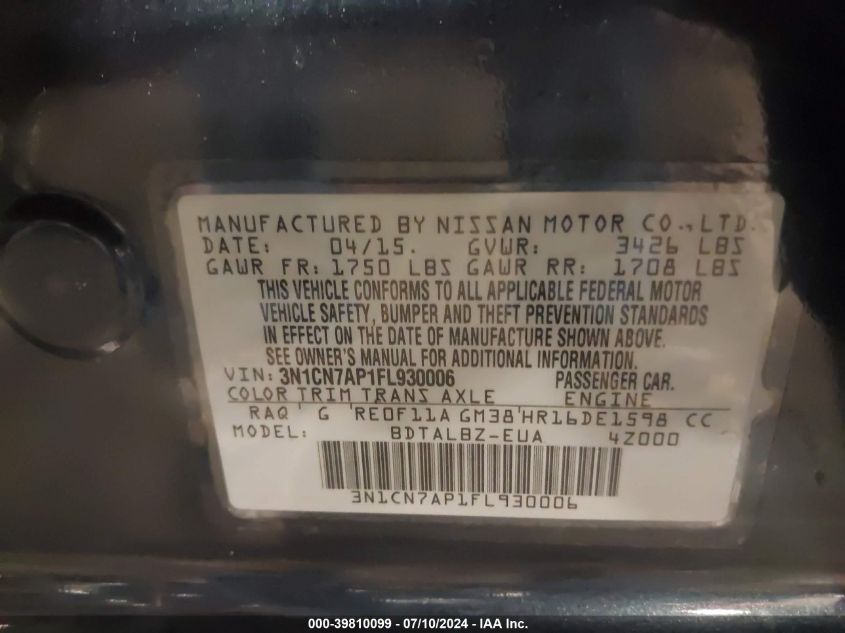 MANUFACTURED BY NISSAN MOTOR CO., LTD.
DATE: 04/15. GVWR: 3426 LBS
GAWR FR: 1750 LBS GAWR RR: 1708 LBS
THIS VEHICLE CONFORMS TO ALL APPLICABLE FEDERAL MOTOR
VEHICLE SAFETY, BUMPER AND THEFT PREVENTION STANDARDS
IN EFFECT ON THE DATE OF MANUFACTURE SHOWN ABOVE.
SEE OWNER'S MANUAL FOR ADDITIONAL INFORMATION.
VIN: 3N1CN7AP1FL930006 PASSENGER CAR.
COLOR TRIM TRANS AXLE ENGINE
RAQ G RE0F11A GM38 HR16DE1598 CC
MODEL: BDTALBZ-EUA 4Z000
3N1CN7AP1FL930006
000-39810099 - 07/10/2024 - IAA Inc.